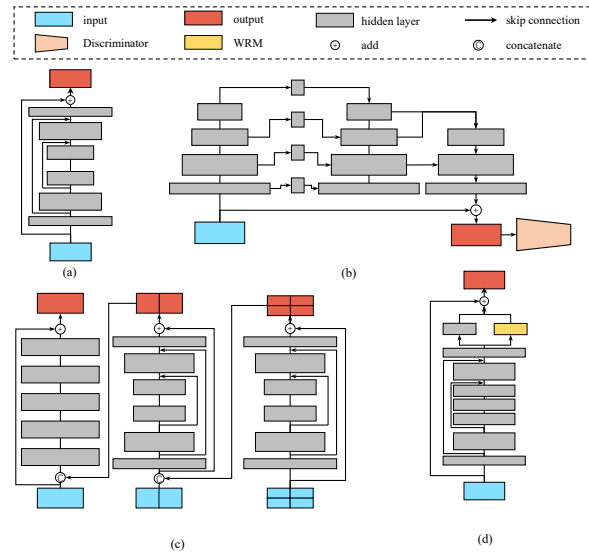 input
output
hidden layer
skip connection
Discriminator
WRM
add
concatenate
(a)
(b)
(c)
(d)